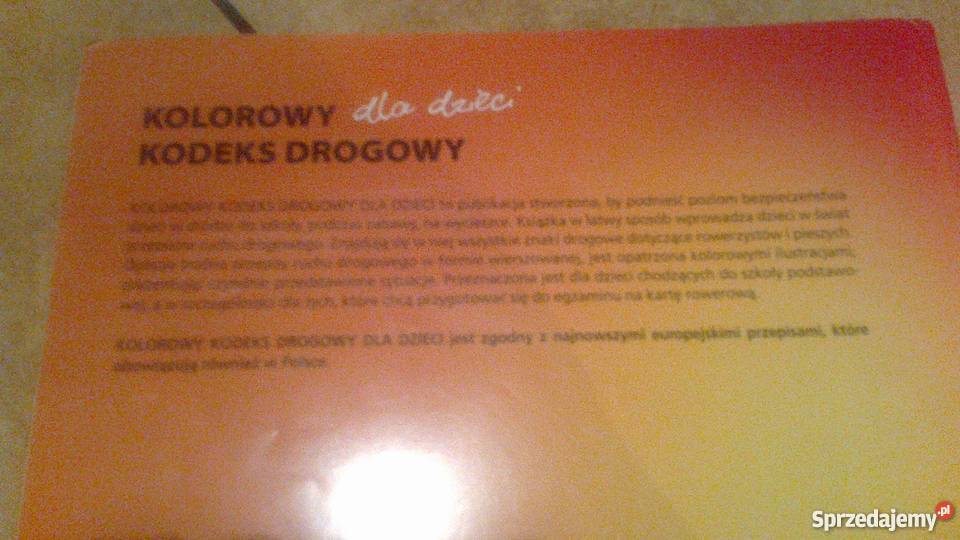 KOLOROWY dla dzieci
KODEKS DROGOWY
KOLOROWY KODEKS DROGOWY DLA DZIECI to publikacja stworzona, by podnieść poziom bezpieczeństwa
dzieci w drodze do szkoły, podczas zabawy, na wycieczce. Książka w łatwy sposób wprowadza dzieci w świat
przepisów ruchu drogowego. Znajdują się w niej wszystkie znaki drogowe dotyczące rowerzystów i pieszych.
przepisy ruchu drogowego w formie wierszowanej, jest opatrzona kolorowymi ilustracjami,
przedstawione sytuacje. Przeznaczona jest dla dzieci chodzących do szkoły podstawo-
wej, a w szczególności dla tych, które chcą przygotować się do egzaminu na kartę rowerową.
KOLOROWY KODEKS DROGOWY DLA DZIECI jest zgodny z najnowszymi europejskimi przepisami, które
obowiązują również w Polsce.
Sprzedajemy.pl